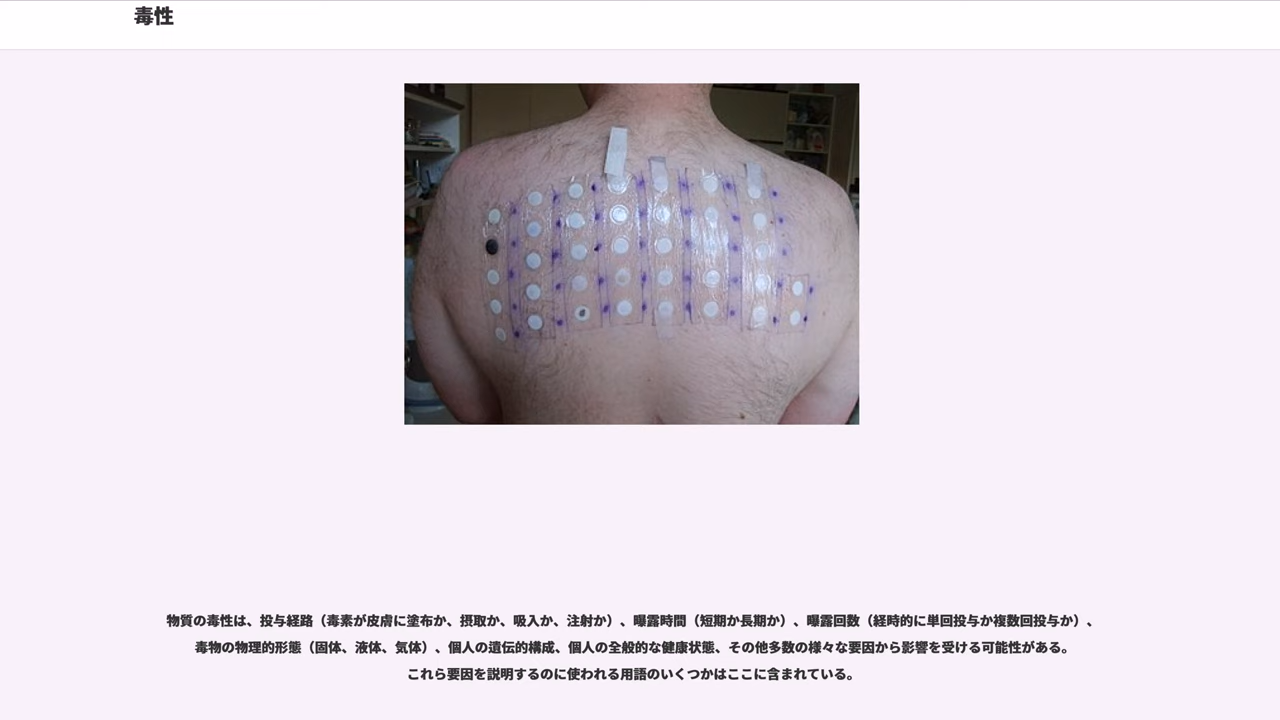 毒性
物質の毒性は、投与経路（毒素が皮膚に塗布か、摂取か、吸入か、注射か）、曝露時間（短期か長期か）、曝露回数（経時的に単回投与か複数回投与か）、
毒物の物理的形態（固体、液体、気体）、個人の遺伝的構成、個人の全般的な健康状態、その他多数の様々な要因から影響を受ける可能性がある。
これら要因を説明するのに使われる用語のいくつかはここに含まれている。